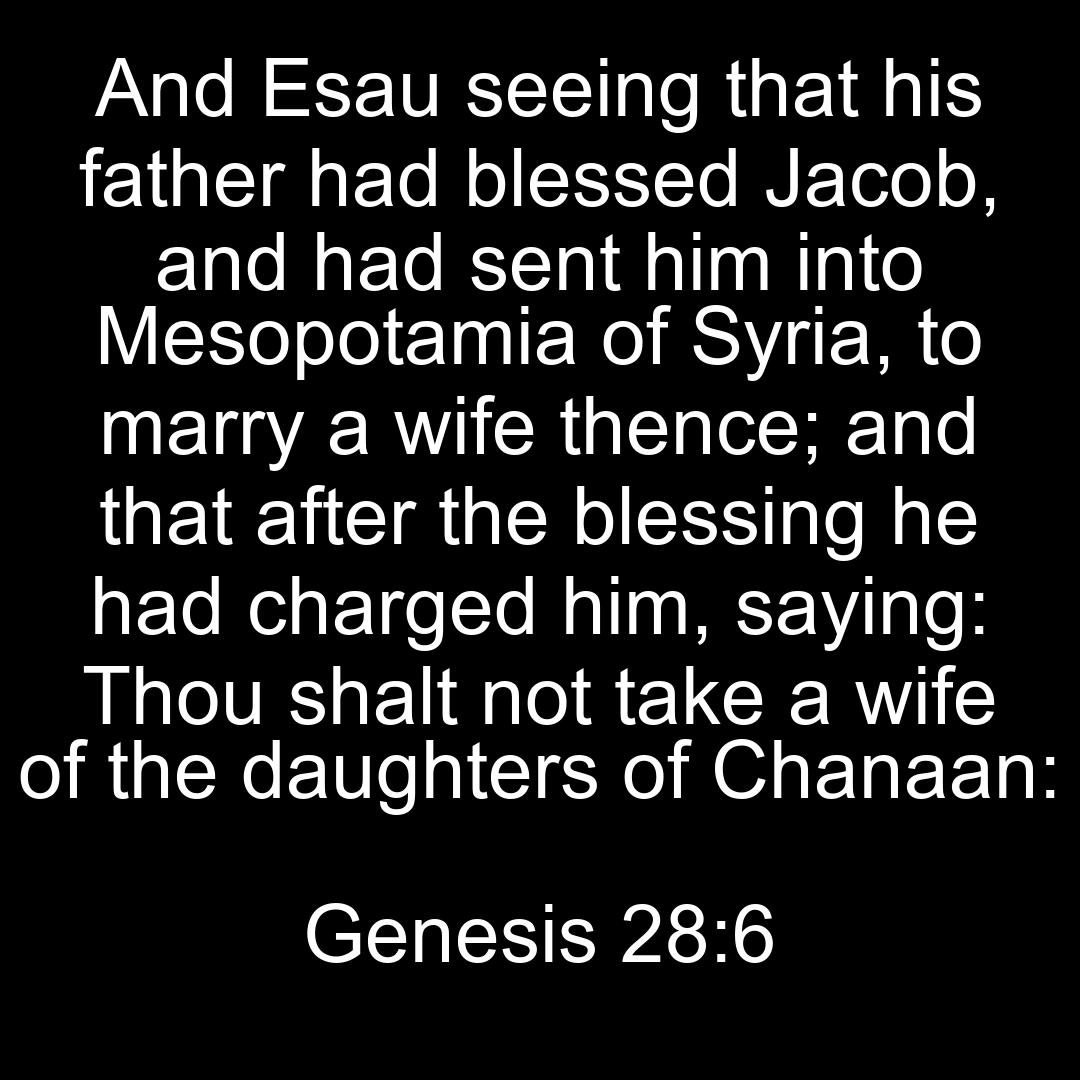 And Esau seeing that his
father had blessed Jacob,
and had sent him into
Mesopotamia of Syria, to
marry a wife thence; and
that after the blessing he
had charged him, saying:
Thou shalt not take a wife
of the daughters of Chanaan:
Genesis 28:6